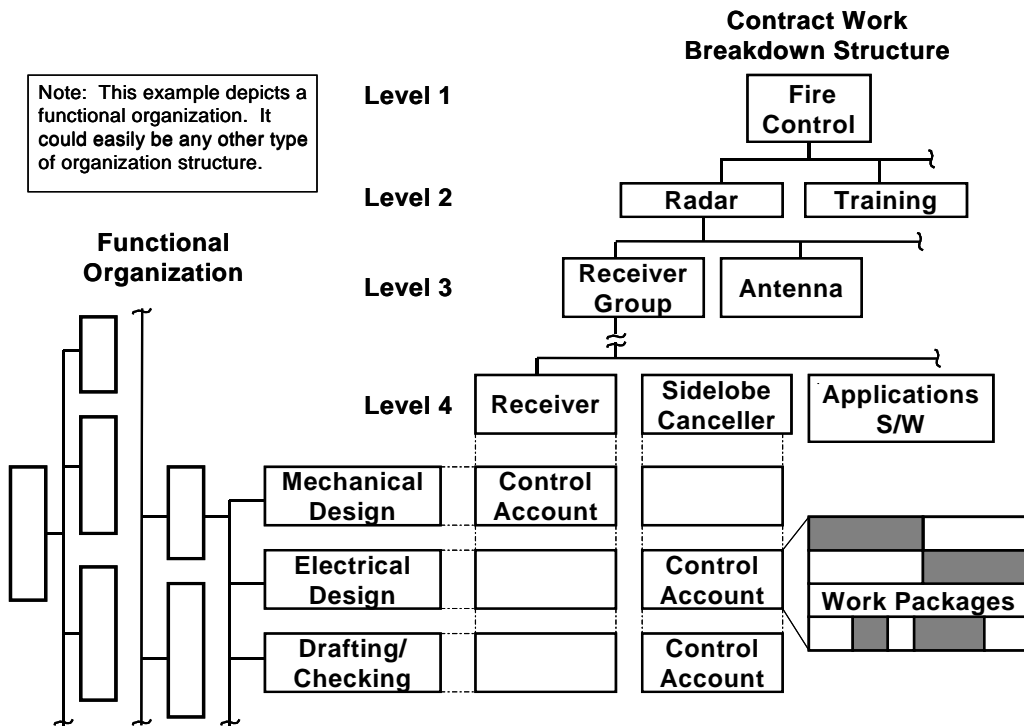 Contract Work
Breakdown Structure
Note: This example depicts a
functional organization. It
could easily be any other type
of organization structure.
Level 1
Fire
Control
Level 2
Radar
Training
Functional
Organization
Level 3
Receiver
Group
Antenna
Level 4
Receiver
Sidelobe
Canceller
Applications
S/W
Mechanical
Design
Control
Account
Electrical
Design
Control
Account
Work Packages
Drafting/
Checking
Control
Account